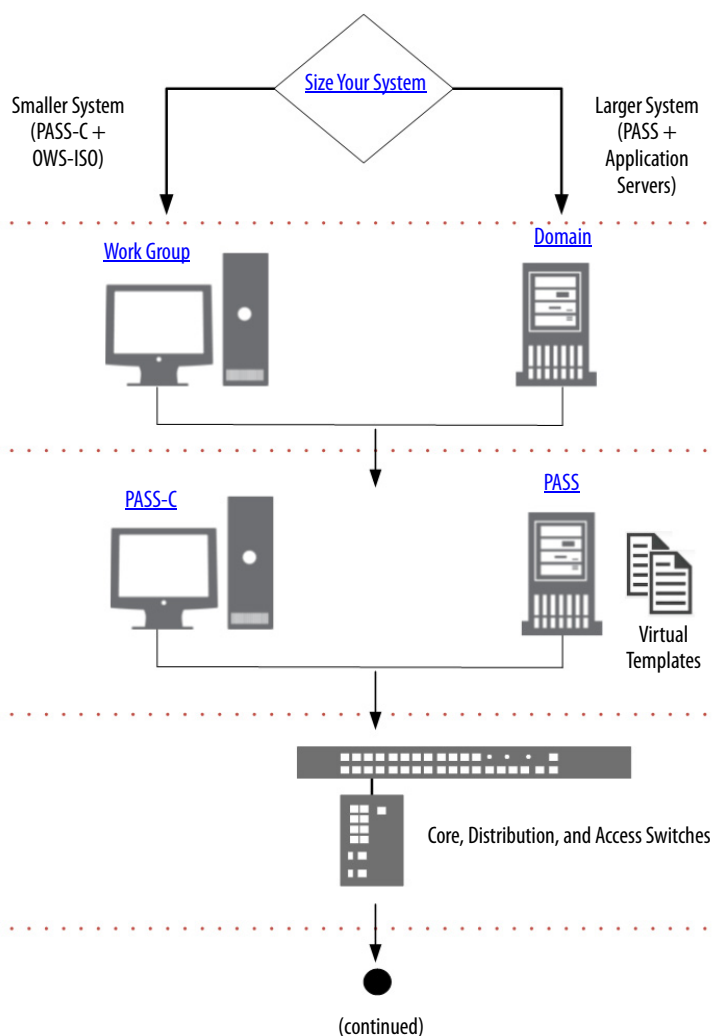 Size Your System
Smaller System
(PASS-C +
OWS-ISO)
Larger System
(PASS +
Application
Servers)
Work Group
Domain
PASS-C
PASS
Virtual
Templates
Core, Distribution, and Access Switches
(continued)